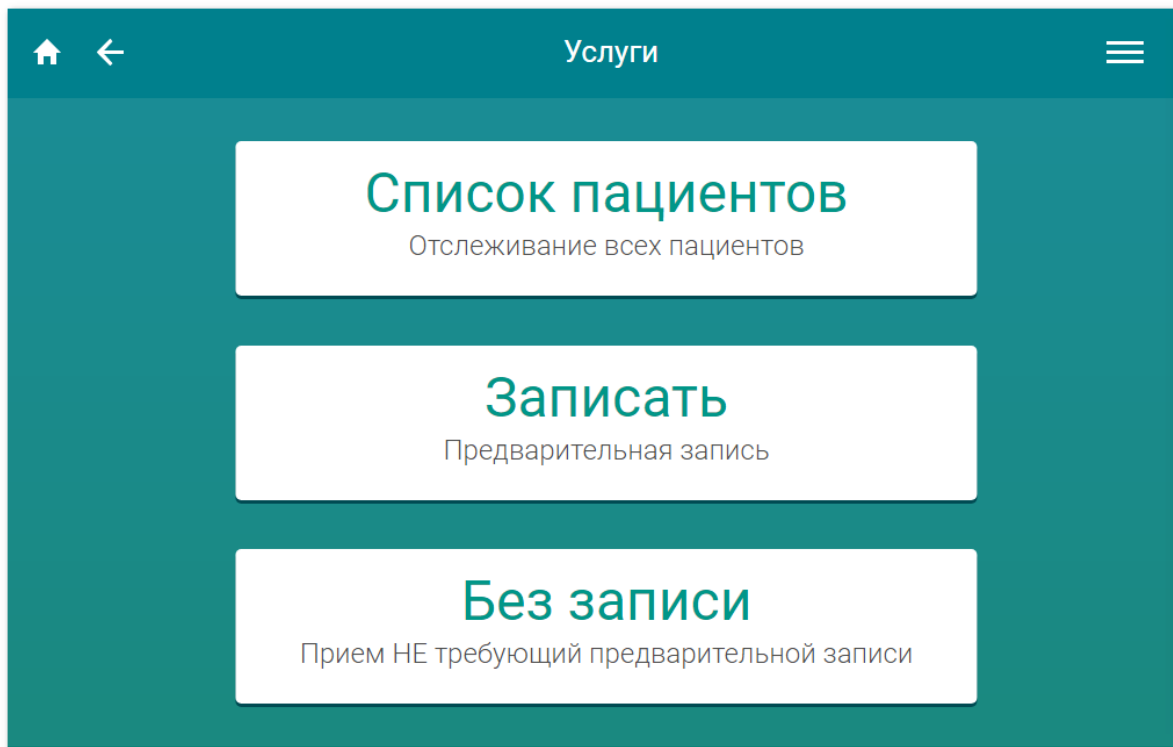 Услуги
Список пациентов
Отслеживание всех пациентов
Записать
Предварительная запись
Без записи
Прием НЕ требующий предварительной записи